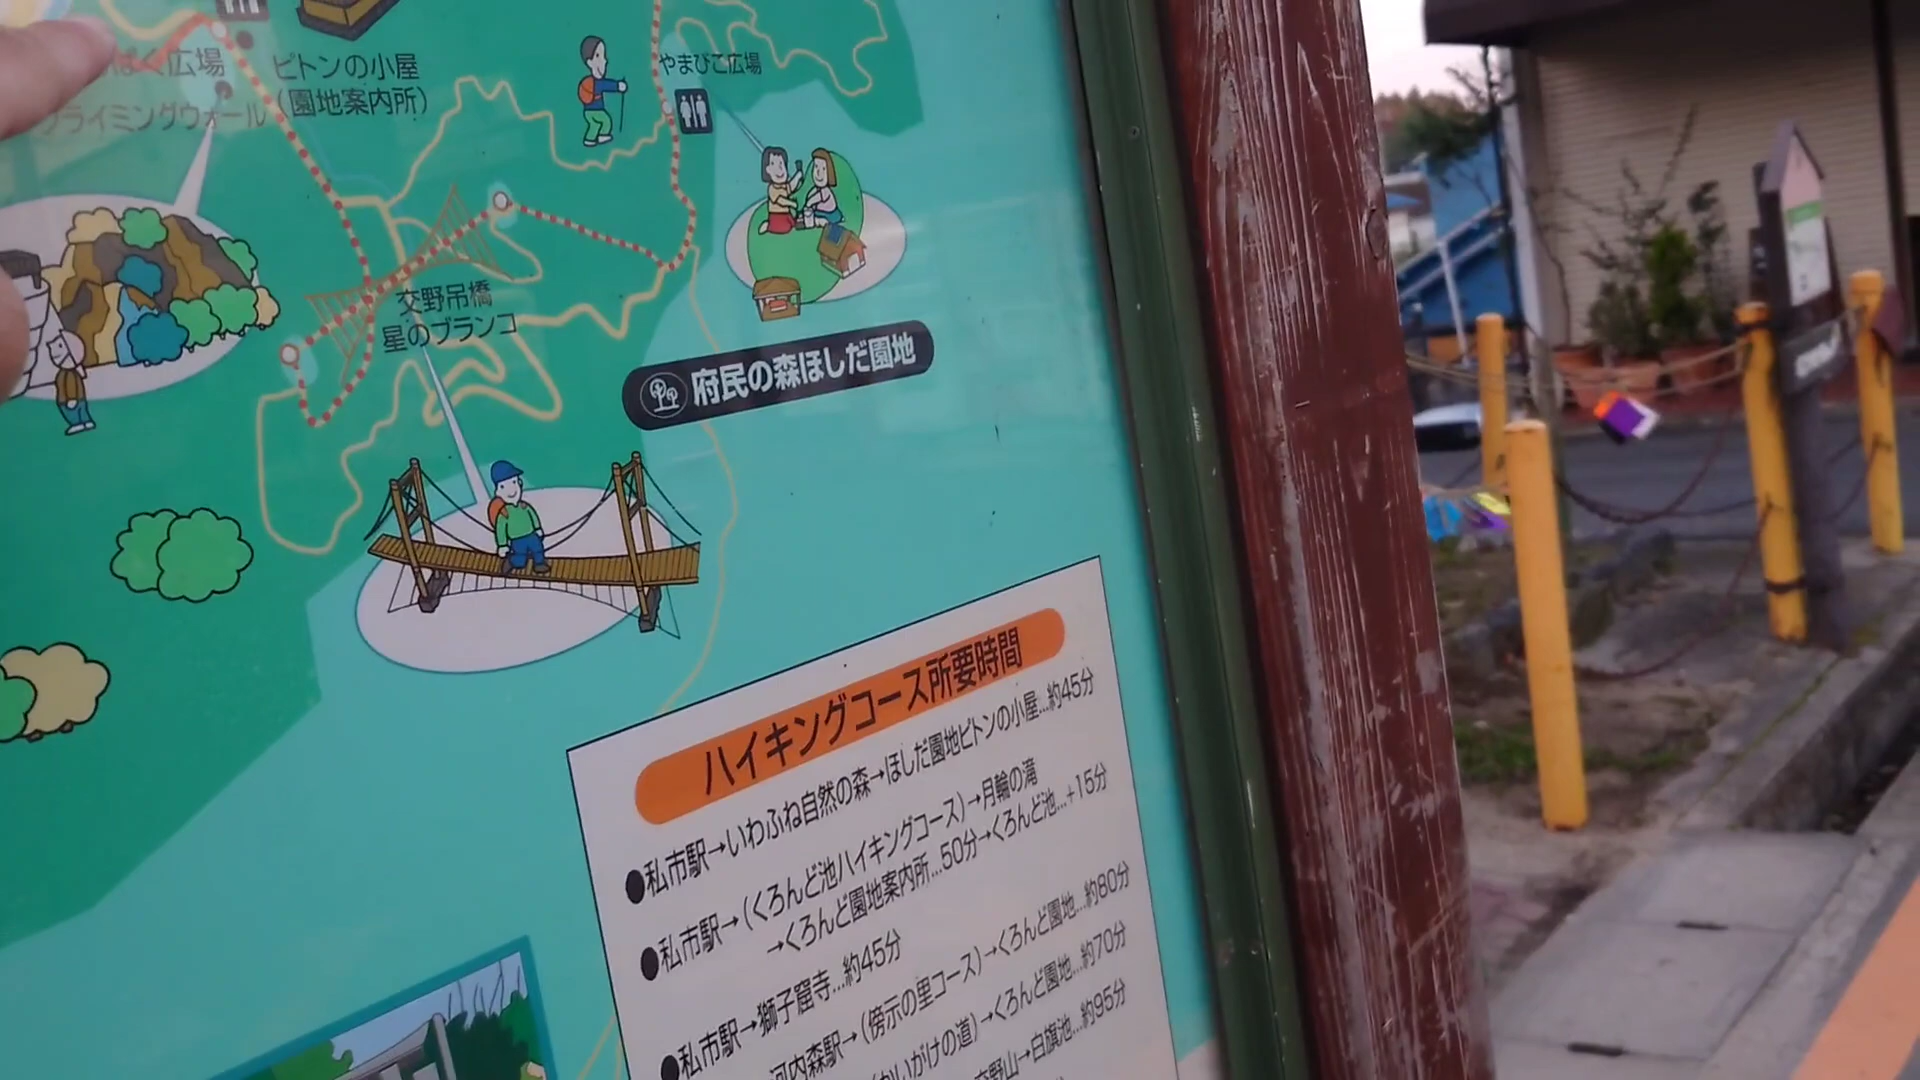 ぱく広場
クライミングウォール
ピトンの小屋
(園地案内所)
やまびこ広場
交野吊橋
星のブランコ
府民の森ほしだ園地
ハイキングコース所要時間
●私市駅→いわふね自然の森→ほしだ園地ピトンの小屋…約45分
●私市駅→(くろんど池ハイキングコース)→月輪の滝
→くろんど園地案内所…50分→くろんど池…+15分
●私市駅→獅子窟寺…約45分
河内森駅→(傍示の里コース)→くろんど園地…約80分
かいがけの道)→くろんど園地…約70分
交野山→白旗池…約95分